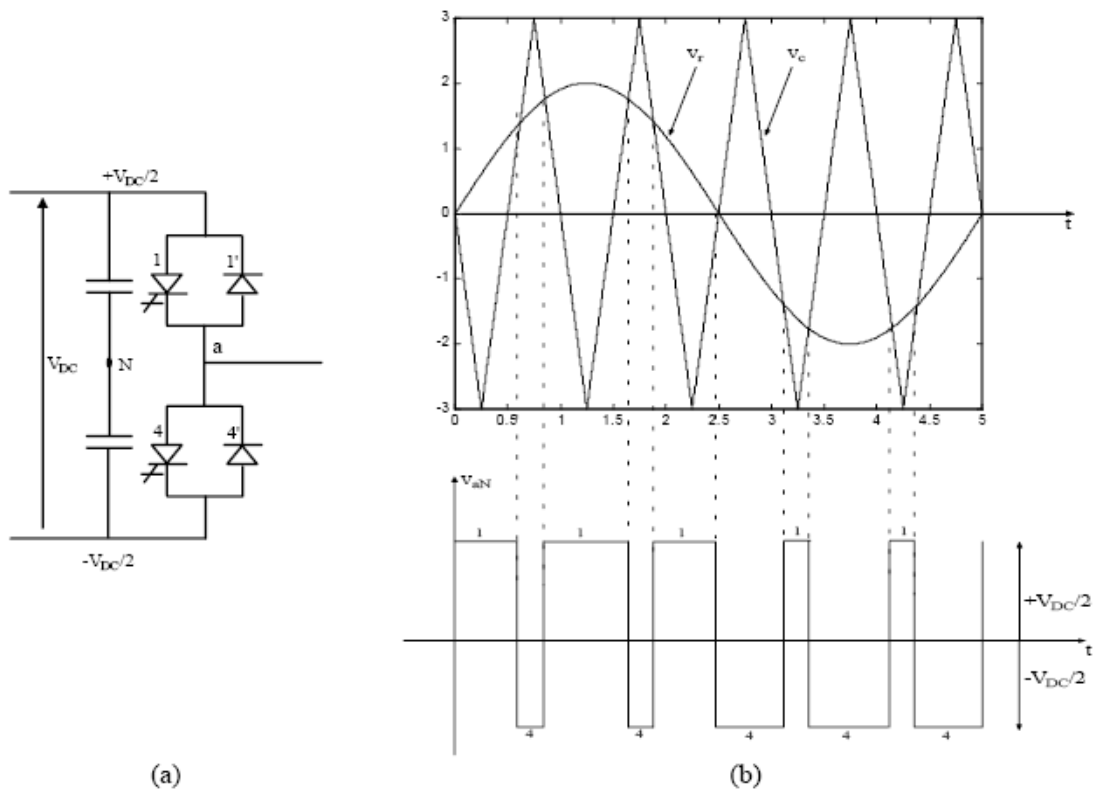 +V_DC/2
1 1'
a
V_DC
N
4 4'
-V_DC/2
(a)
3
2
1
0
-1
-2
-3
v_r
v_c
t
0 0.5 1 1.5 2 2.5 3 3.5 4 4.5 5
v_aN
1 1 1 1 1
+V_DC/2
t
-V_DC/2
4 4 4 4 4
(b)